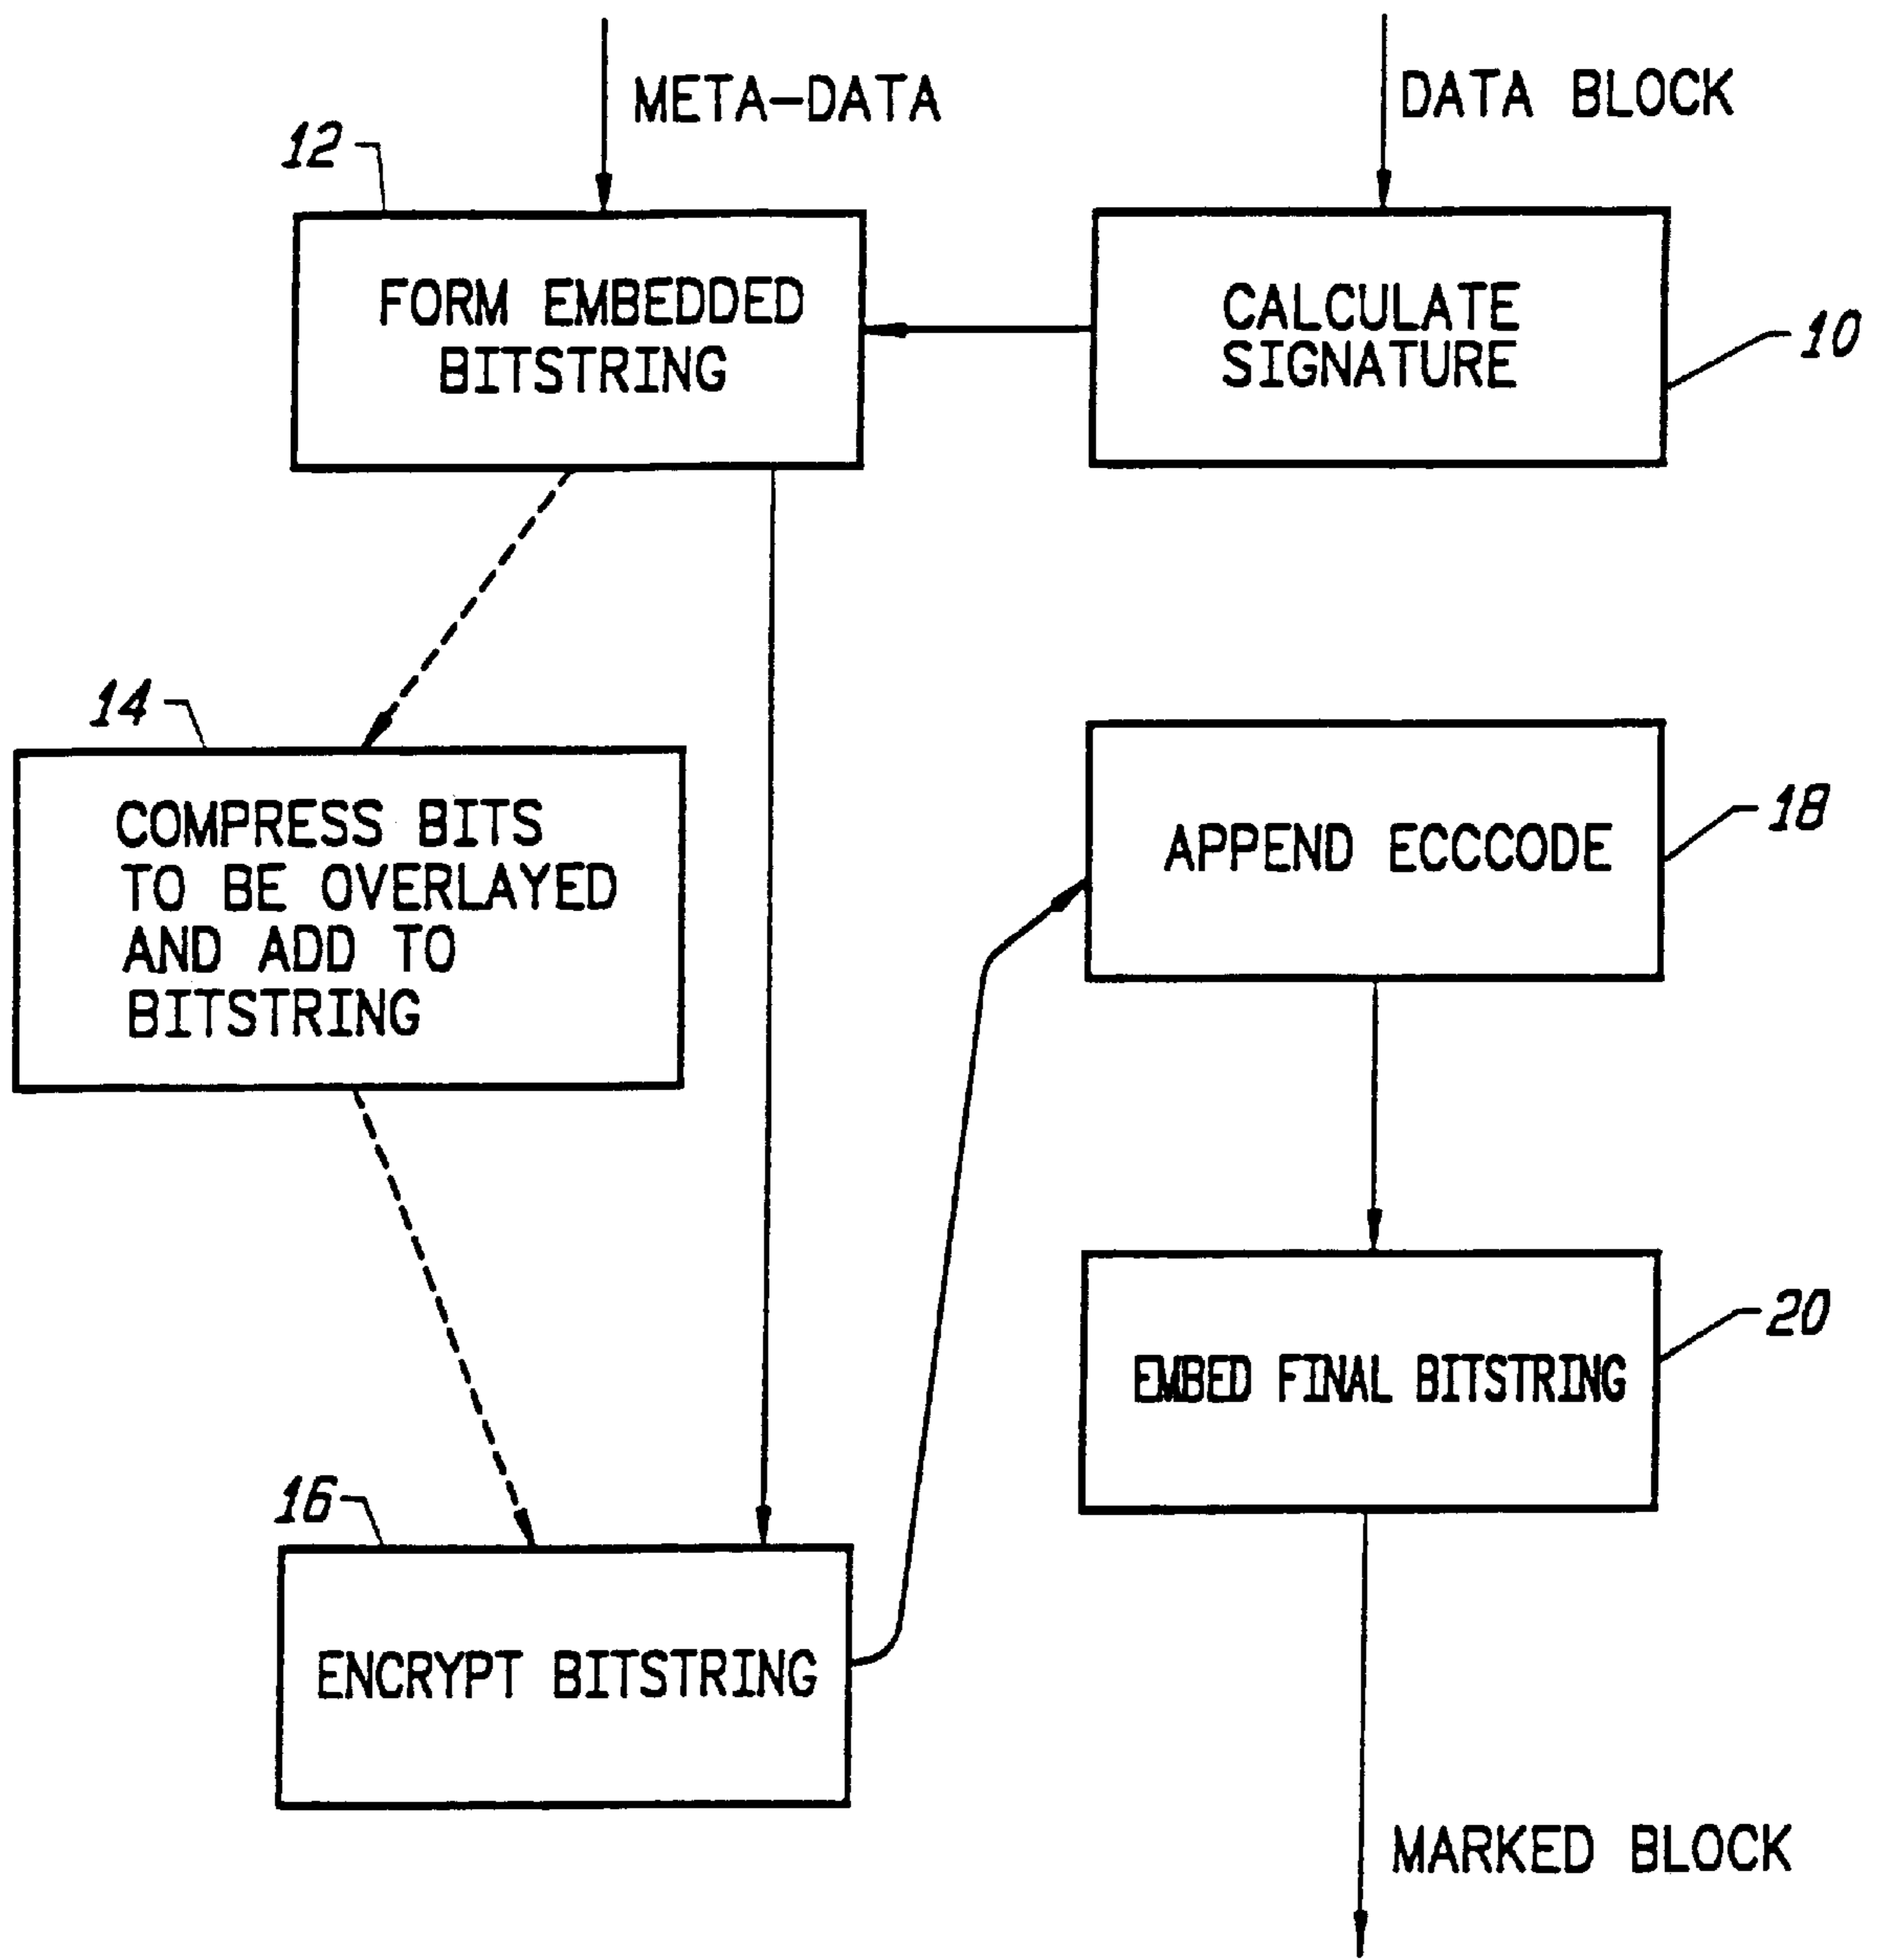 META-DATA
DATA BLOCK
12
FORM EMBEDDED
BITSTRING
CALCULATE
SIGNATURE
10
14
COMPRESS BITS
TO BE OVERLAYED
AND ADD TO
BITSTRING
APPEND ECCCODE
18
EMBED FINAL BITSTRING
20
16
ENCRYPT BITSTRING
MARKED BLOCK